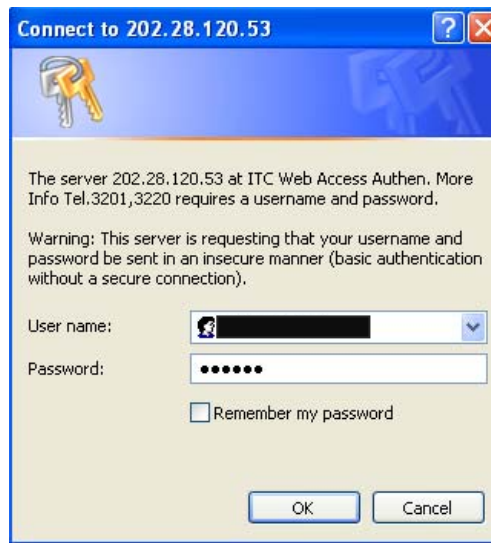 Connect to 202.28.120.53
The server 202.28.120.53 at ITC Web Access Authen. More
Info Tel.3201,3220 requires a username and password.
Warning: This server is requesting that your username and
password be sent in an insecure manner (basic authentication
without a secure connection).
User name:
Password: ••••••
Remember my password
OK Cancel